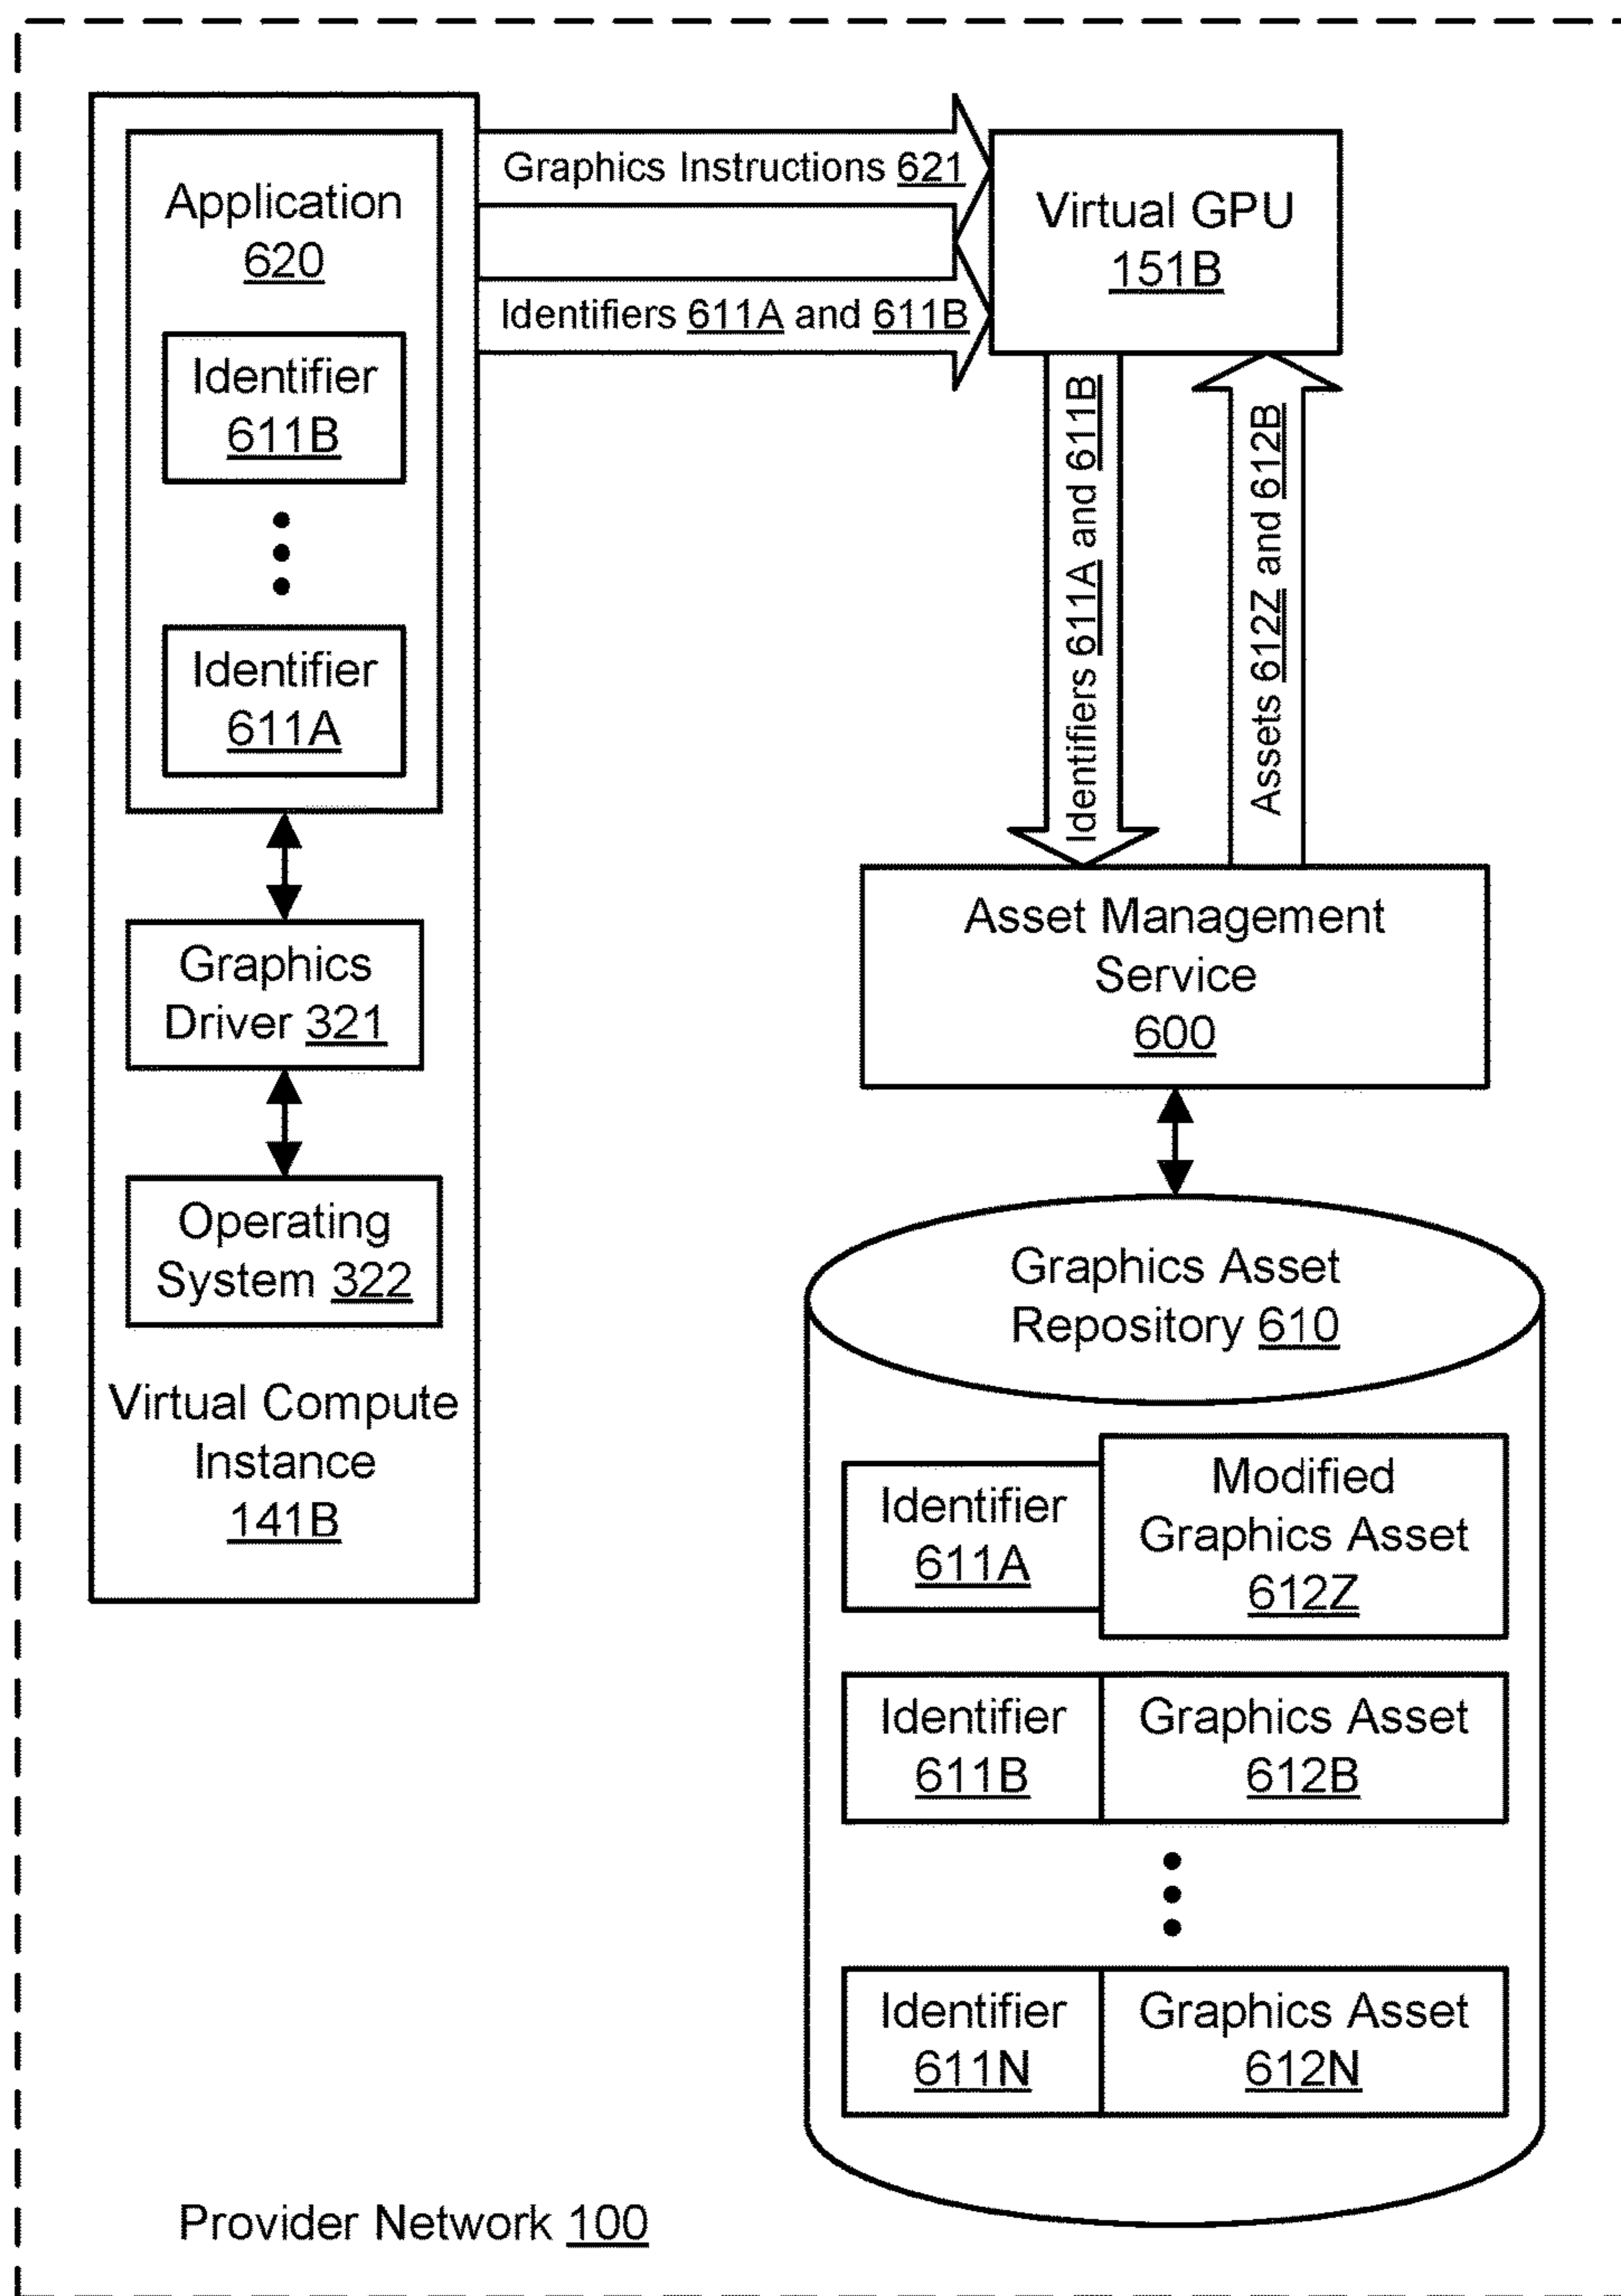 Application
620
Identifier
611B
Identifier
611A
Graphics
Driver 321
Operating
System 322
Virtual Compute
Instance
141B
Graphics Instructions 621
Identifiers 611A and 611B
Virtual GPU
151B
Identifiers 611A and 611B
Assets 612Z and 612B
Asset Management
Service
600
Graphics Asset
Repository 610
Identifier
611A
Modified
Graphics Asset
612Z
Identifier
611B
Graphics Asset
612B
Identifier
611N
Graphics Asset
612N
Provider Network 100